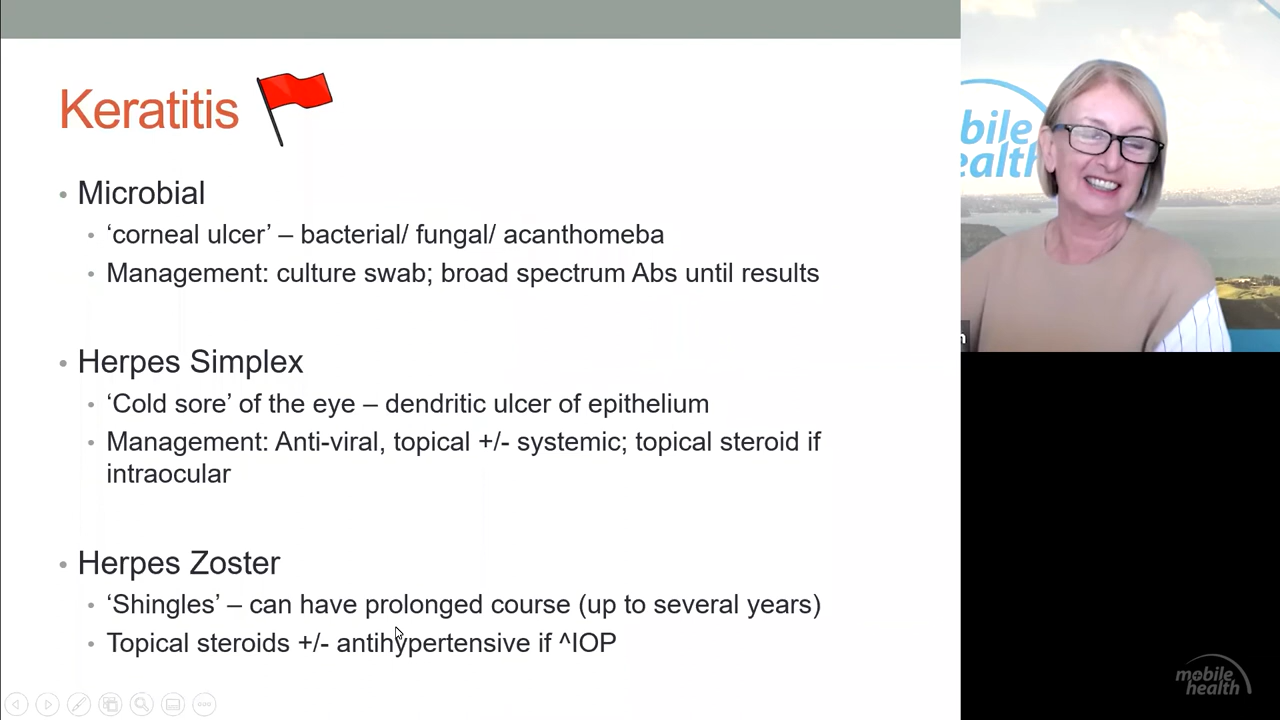 Keratitis
• Microbial
• ‘corneal ulcer’ – bacterial/ fungal/ acanthomeba
• Management: culture swab; broad spectrum Abs until results
• Herpes Simplex
• ‘Cold sore’ of the eye – dendritic ulcer of epithelium
• Management: Anti-viral, topical +/- systemic; topical steroid if
intraocular
• Herpes Zoster
• ‘Shingles’ – can have prolonged course (up to several years)
• Topical steroids +/- antihypertensive if ^IOP
bile
ealth
n
mobile
health